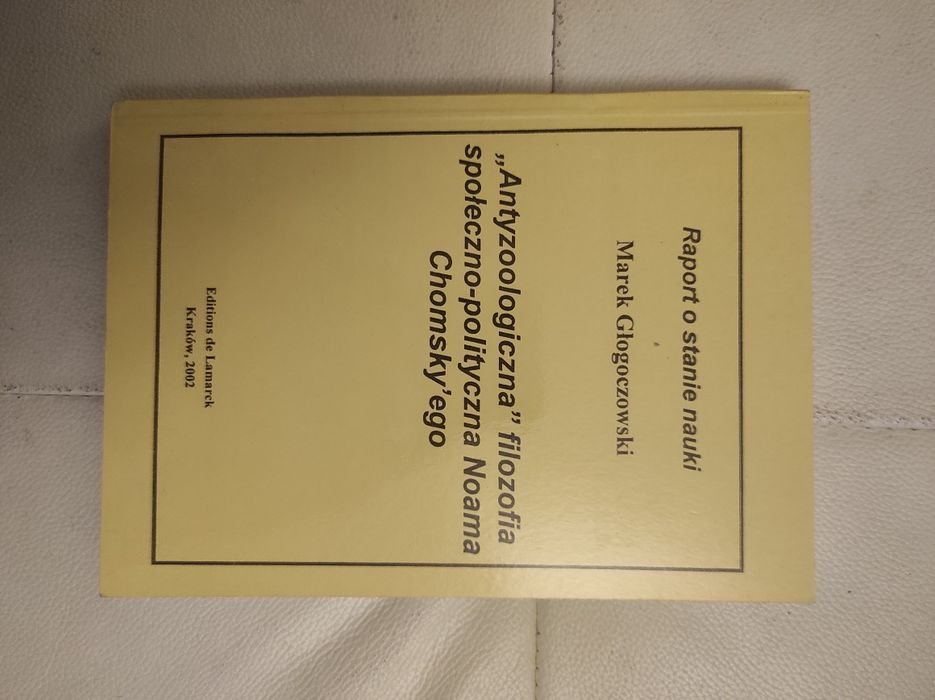 Raport o stanie nauki
Marek Głogoczowski
„Antyzoologiczna” filozofia
społeczno-polityczna Noama
Chomsky’ego
Editions de Lamarck
Kraków, 2002